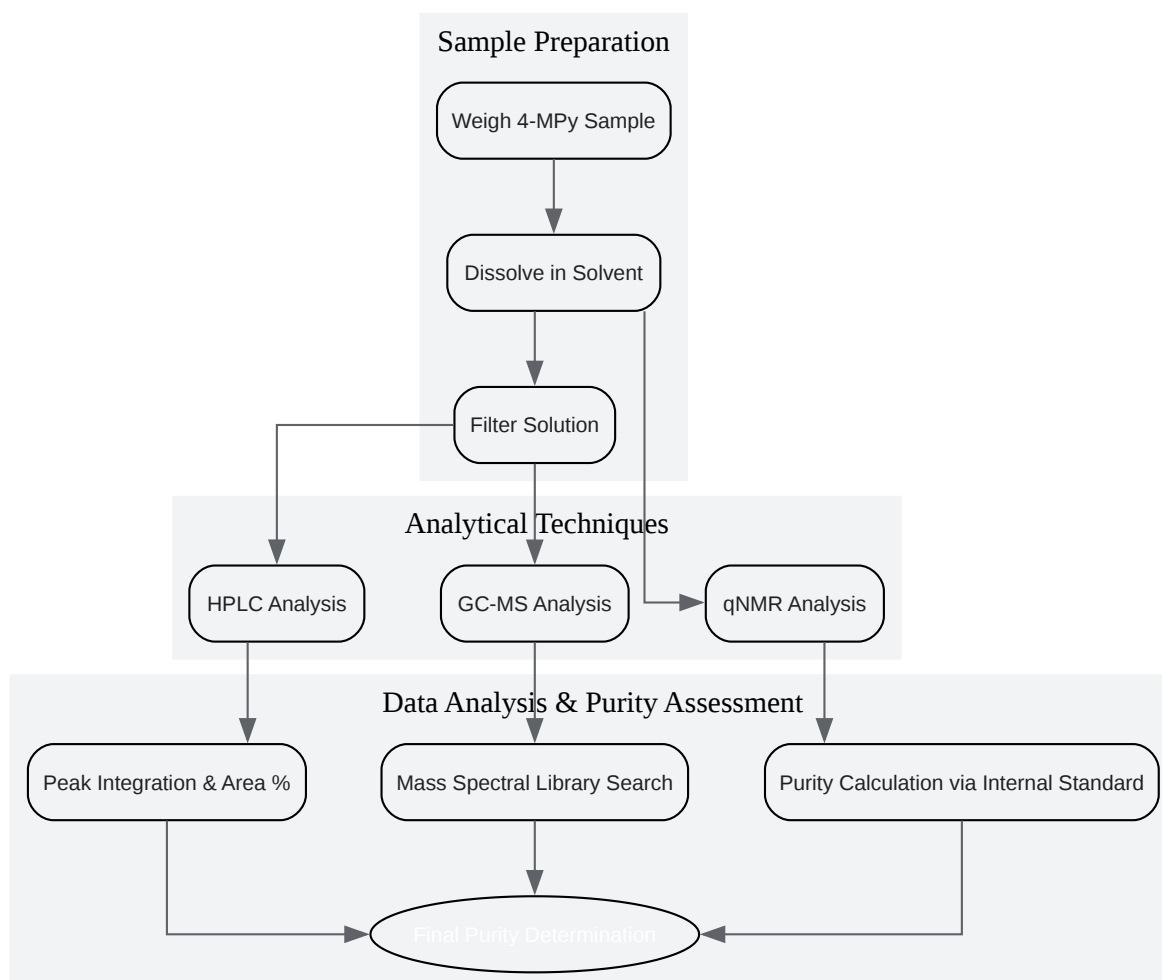 Sample Preparation
Weigh 4-MPy Sample
Dissolve in Solvent
Filter Solution
Analytical Techniques
HPLC Analysis
GC-MS Analysis
qNMR Analysis
Data Analysis & Purity Assessment
Peak Integration & Area %
Mass Spectral Library Search
Purity Calculation via Internal Standard
Final Purity Determination